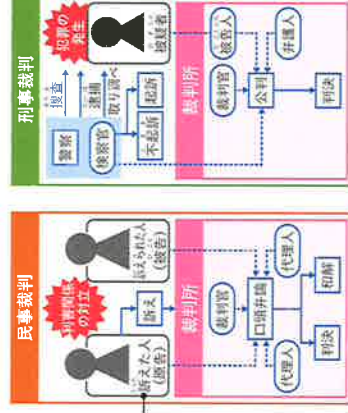 刑事裁判
犯罪の
発生
被疑者
捜査
逮捕
取り調べ
警察
検察官
起訴
不起訴
裁判所
被告人
弁護人
裁判官
公判
判決
民事裁判
利害関係
の対立
訴えた人
(原告)
訴えられた人
(被告)
訴え
裁判所
裁判官
代理人
口頭弁論
代理人
和解
判決